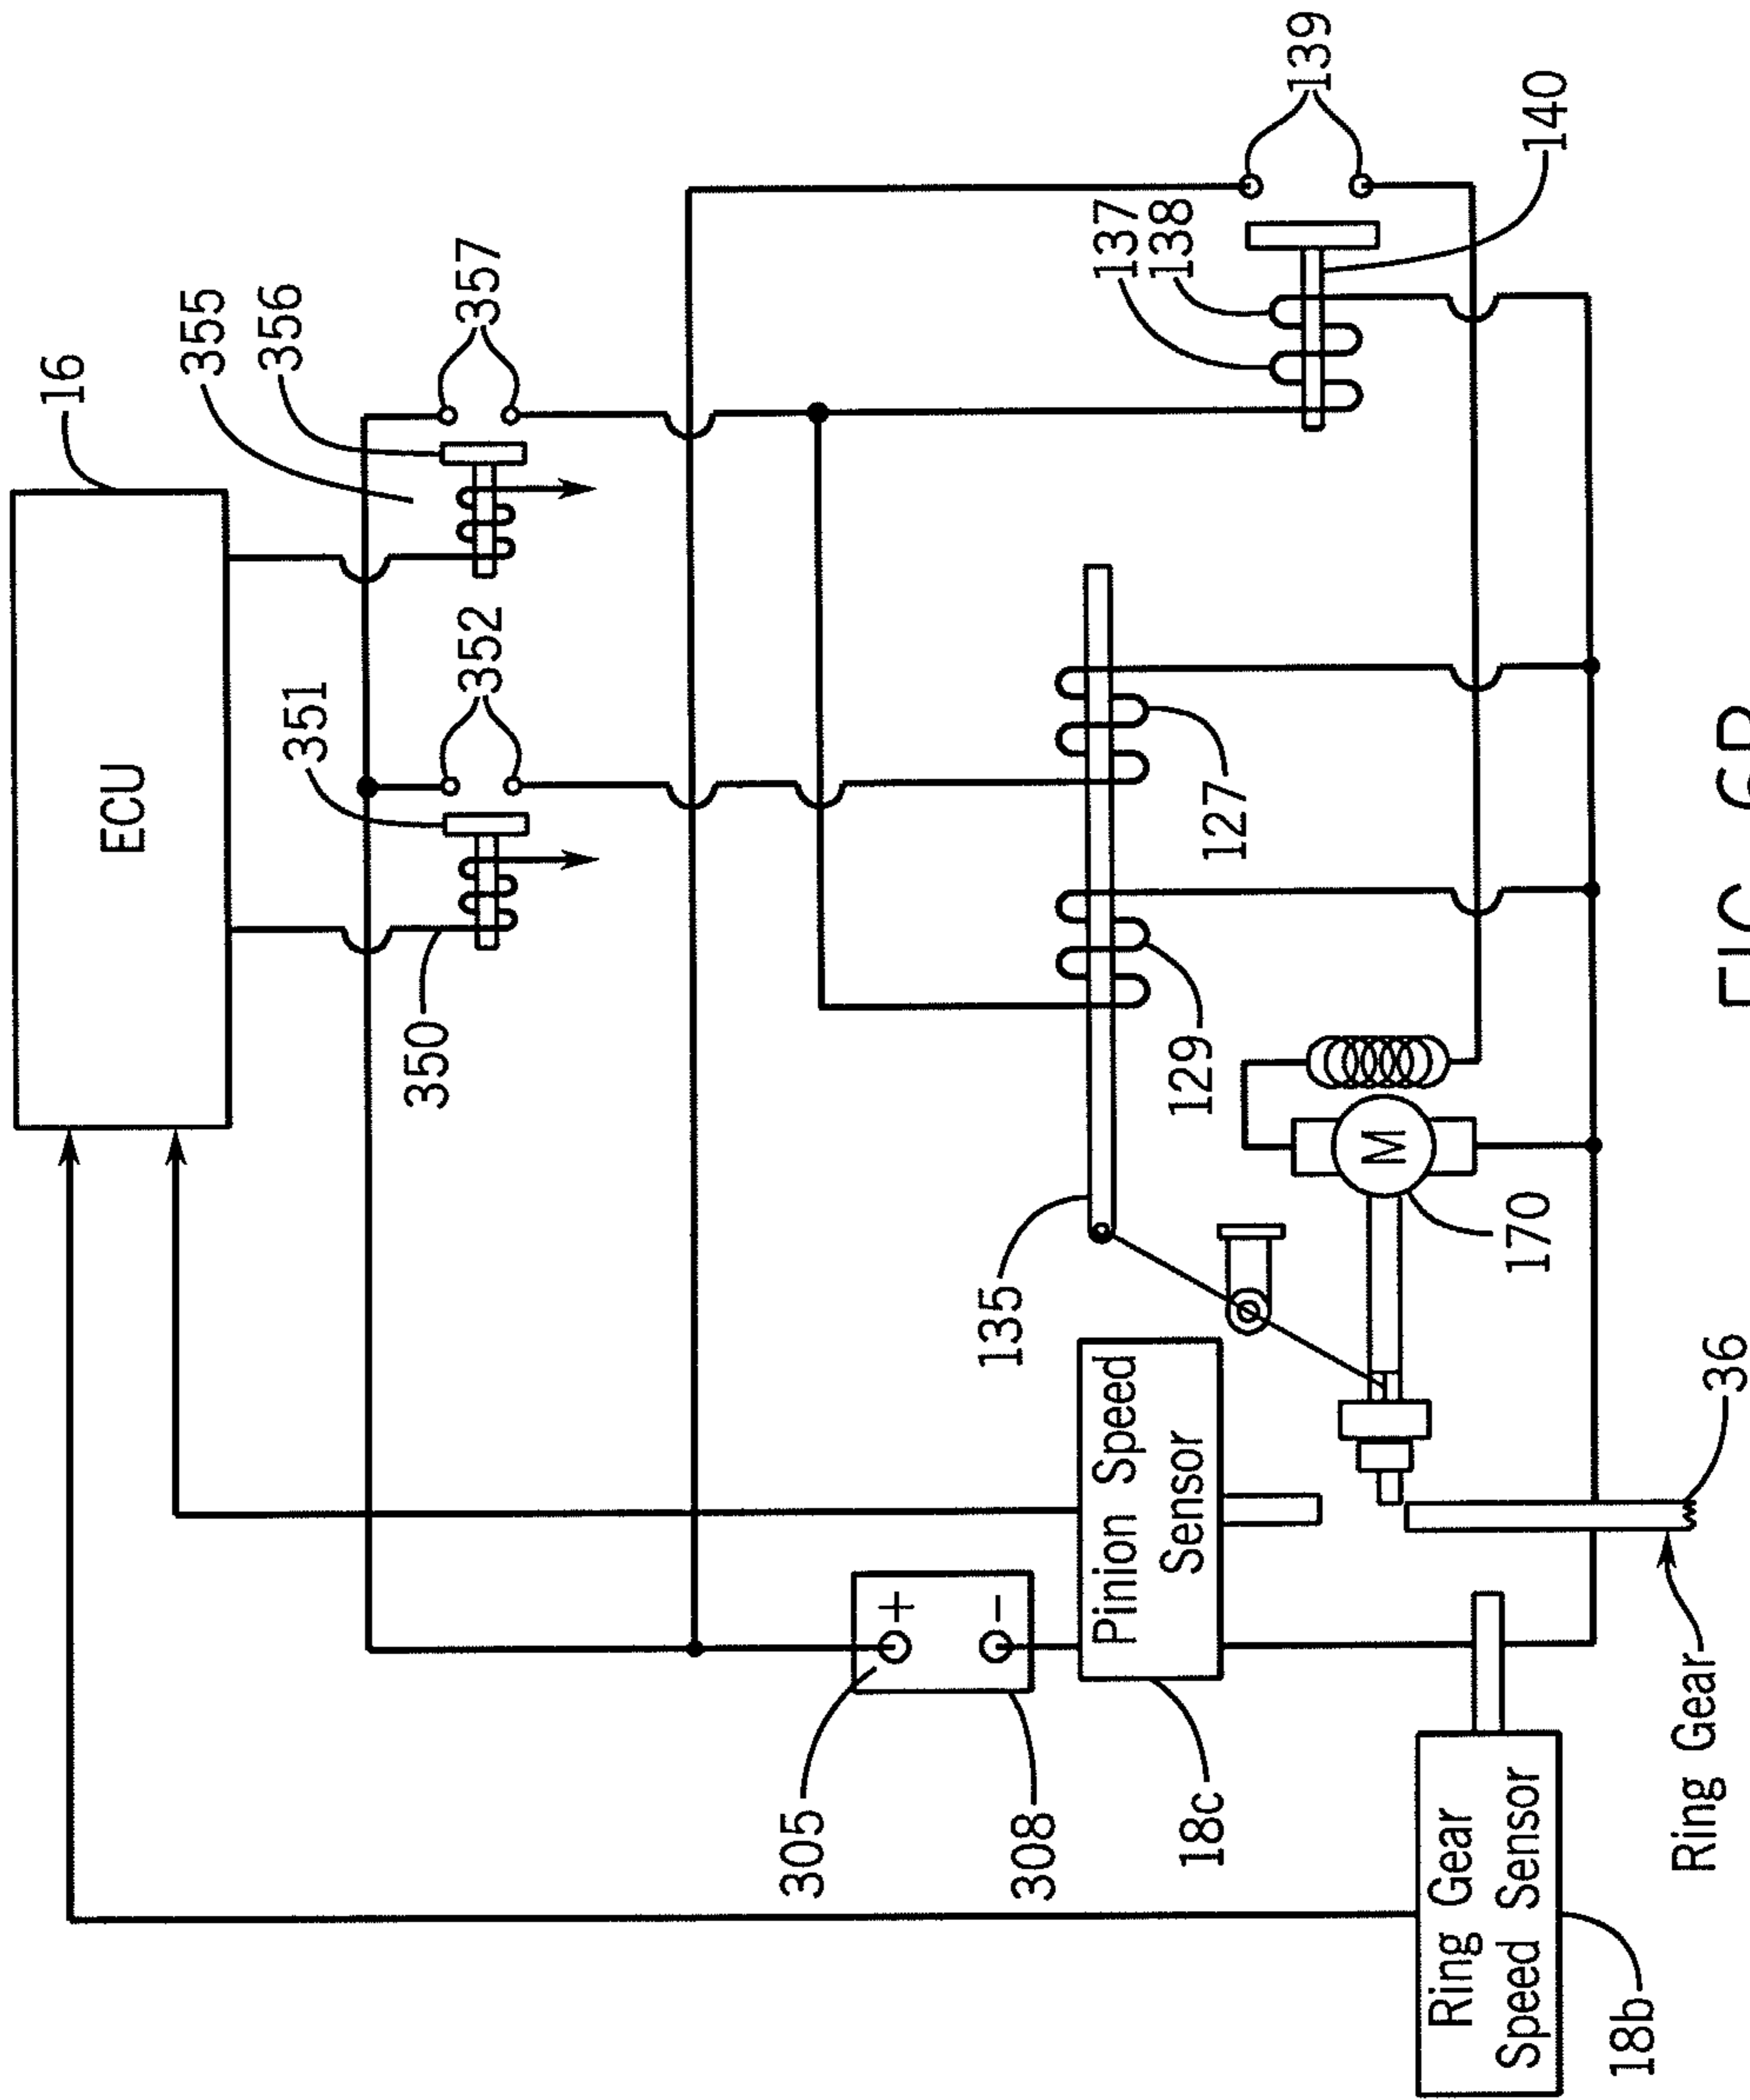 16
ECU
355
356
357
351
352
350
139
137
138
140
127
129
135
M
170
305
+
-
308
Pinion Speed
Sensor
18c
36
Ring Gear
Ring Gear
Speed Sensor
18b